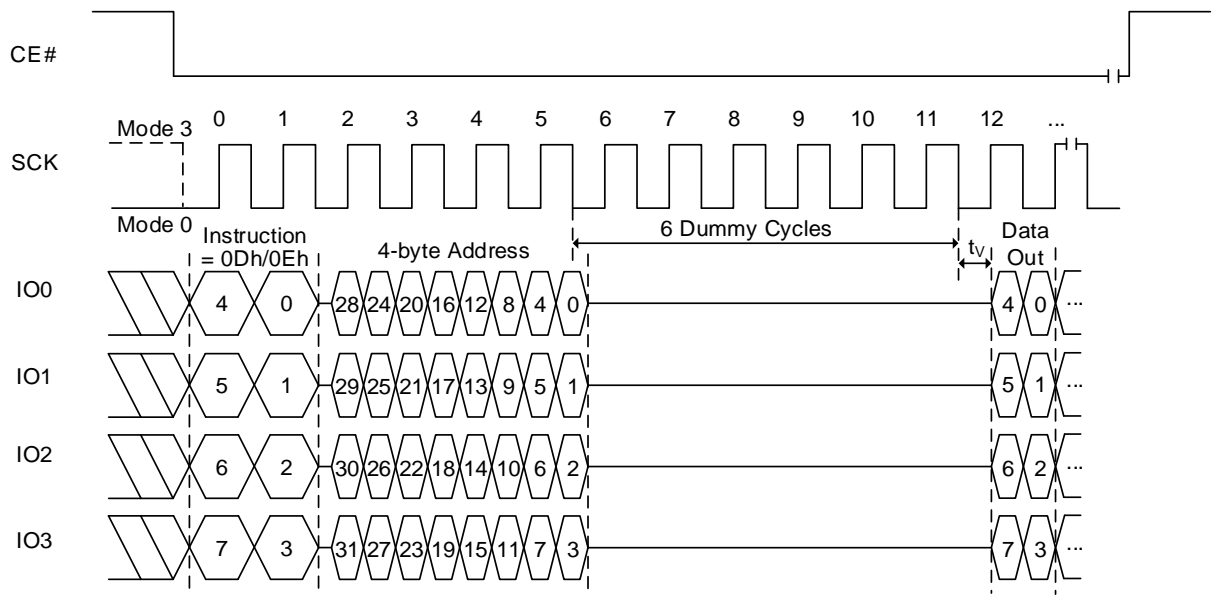 CE#
0 1 2 3 4 5 6 7 8 9 10 11 12 ...
Mode 3
SCK
Mode 0
6 Dummy Cycles
Instruction
= 0Dh/0Eh
4-byte Address
tV
Data
Out
IO0 4 0 28 24 20 16 12 8 4 0 4 0 ...
IO1 5 1 29 25 21 17 13 9 5 1 5 1 ...
IO2 6 2 30 26 22 18 14 10 6 2 6 2 ...
IO3 7 3 31 27 23 19 15 11 7 3 7 3 ...